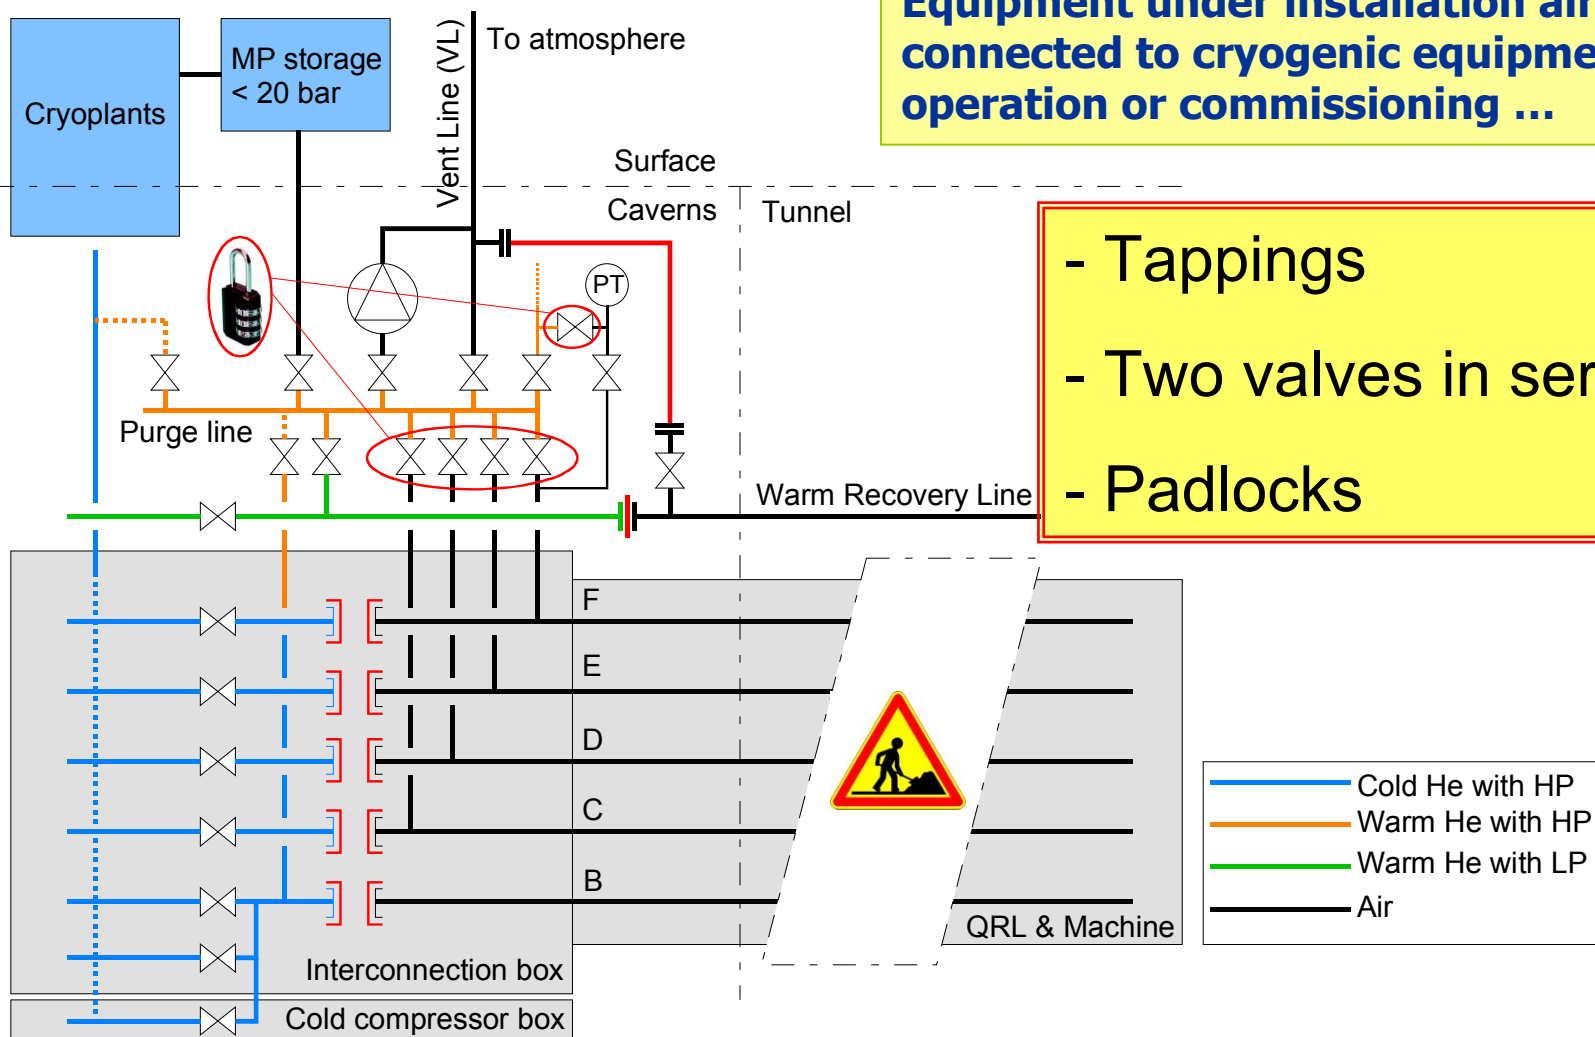 Equipment under installation air
connected to cryogenic equipme
operation or commissioning ...
Cryoplants
MP storage
< 20 bar
To atmosphere
Vent Line (VL)
Surface
Caverns
Tunnel
PT
- Tappings
- Two valves in ser
- Padlocks
Purge line
Warm Recovery Line
F
E
D
C
B
QRL & Machine
Interconnection box
Cold compressor box
Cold He with HP
Warm He with HP
Warm He with LP
Air